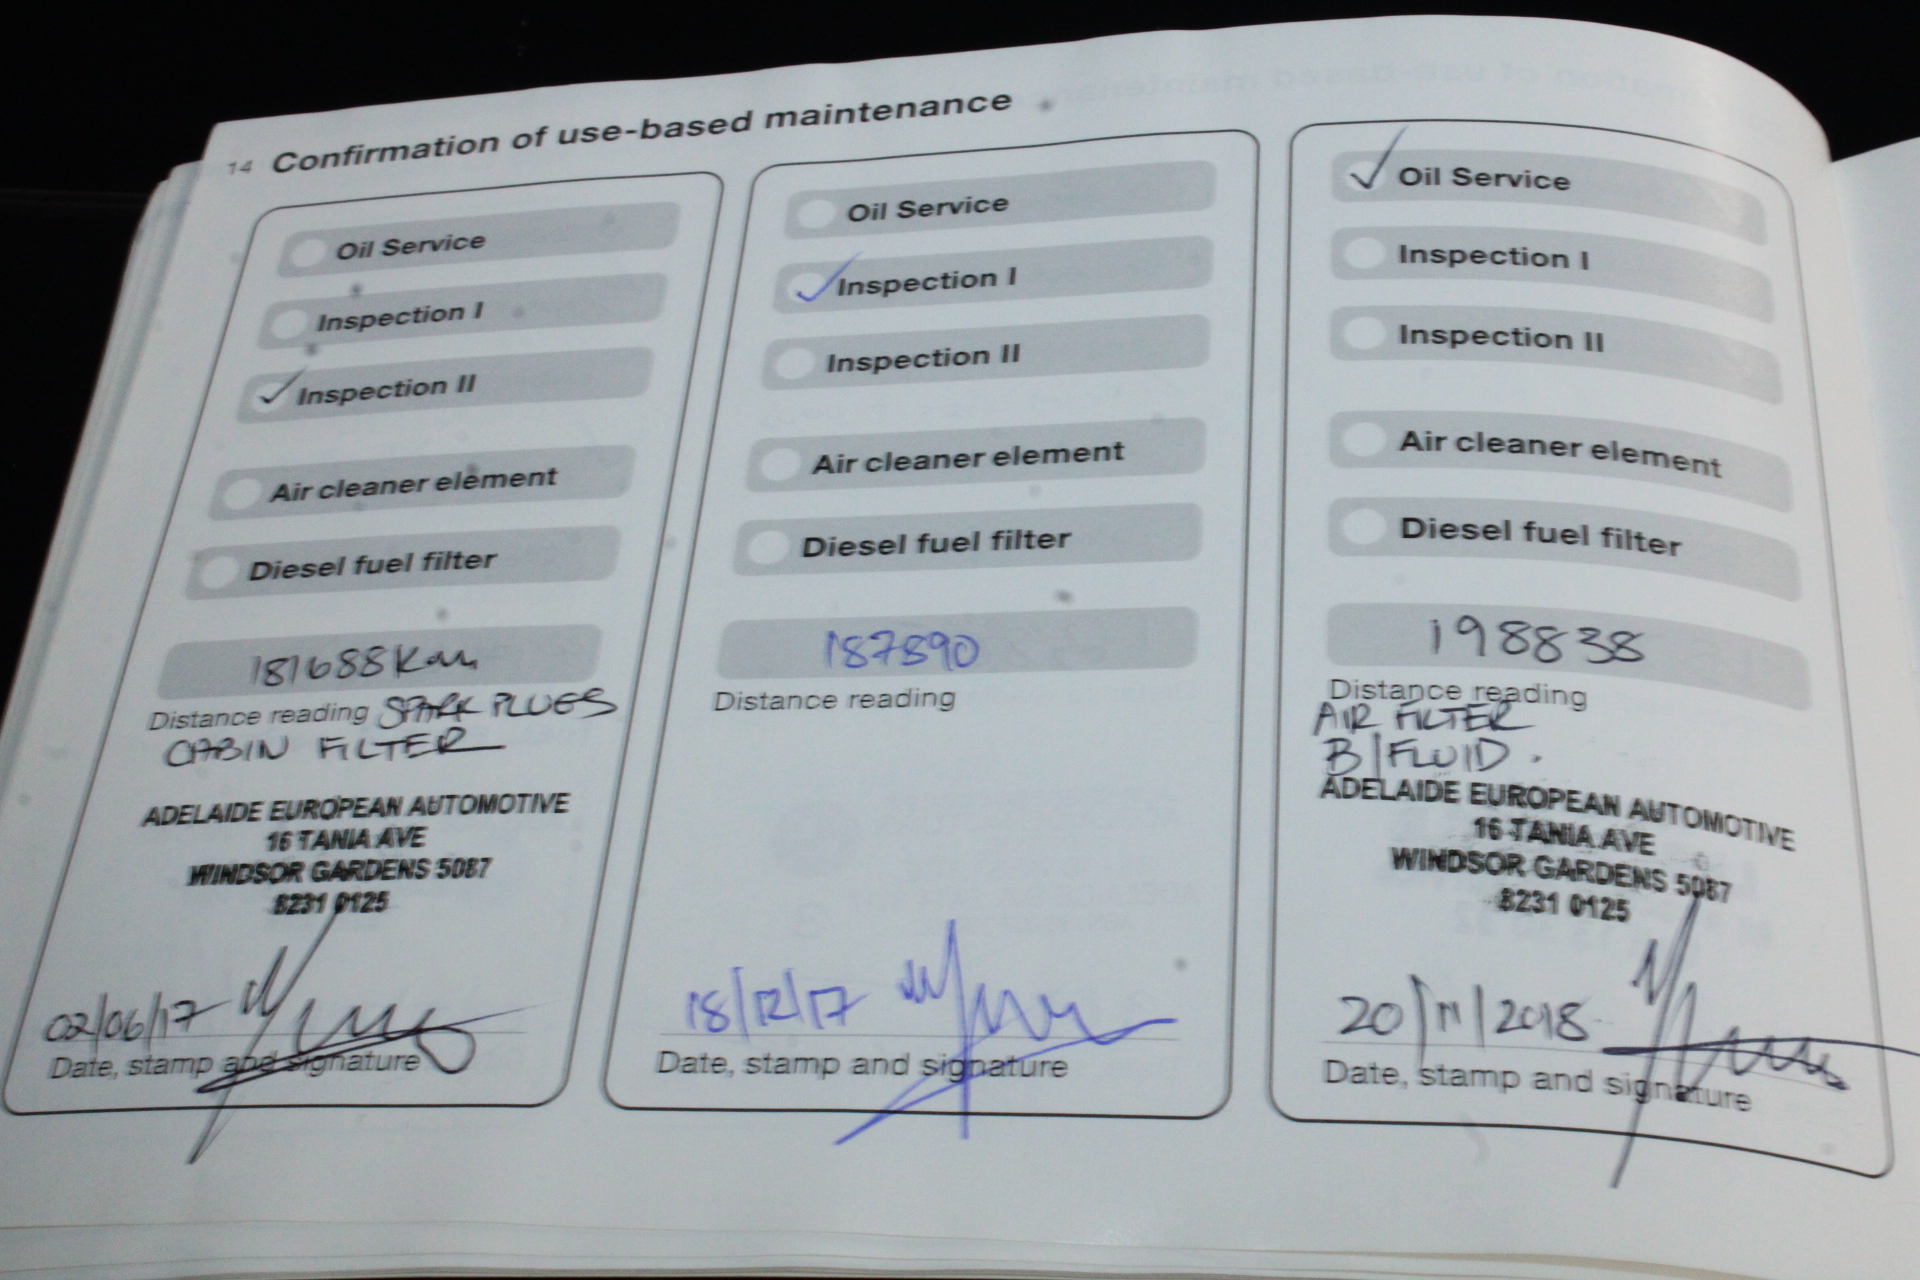 14 Confirmation of use-based maintenance
Oil Service
Inspection I
Inspection II
Air cleaner element
Diesel fuel filter
181688 Km
Distance reading SPARK PLUGS
CABIN FILTER
ADELAIDE EUROPEAN AUTOMOTIVE
16 TANIA AVE
WINDSOR GARDENS 5087
8231 0125
02/06/17
Date, stamp and signature
Oil Service
Inspection I
Inspection II
Air cleaner element
Diesel fuel filter
187890
Distance reading
18/12/17
Date, stamp and signature
Oil Service
Inspection I
Inspection II
Air cleaner element
Diesel fuel filter
198838
Distance reading
AIR FILTER
B/FLUID.
ADELAIDE EUROPEAN AUTOMOTIVE
16 TANIA AVE
WINDSOR GARDENS 5087
8231 0125
20/11/2018
Date, stamp and signature